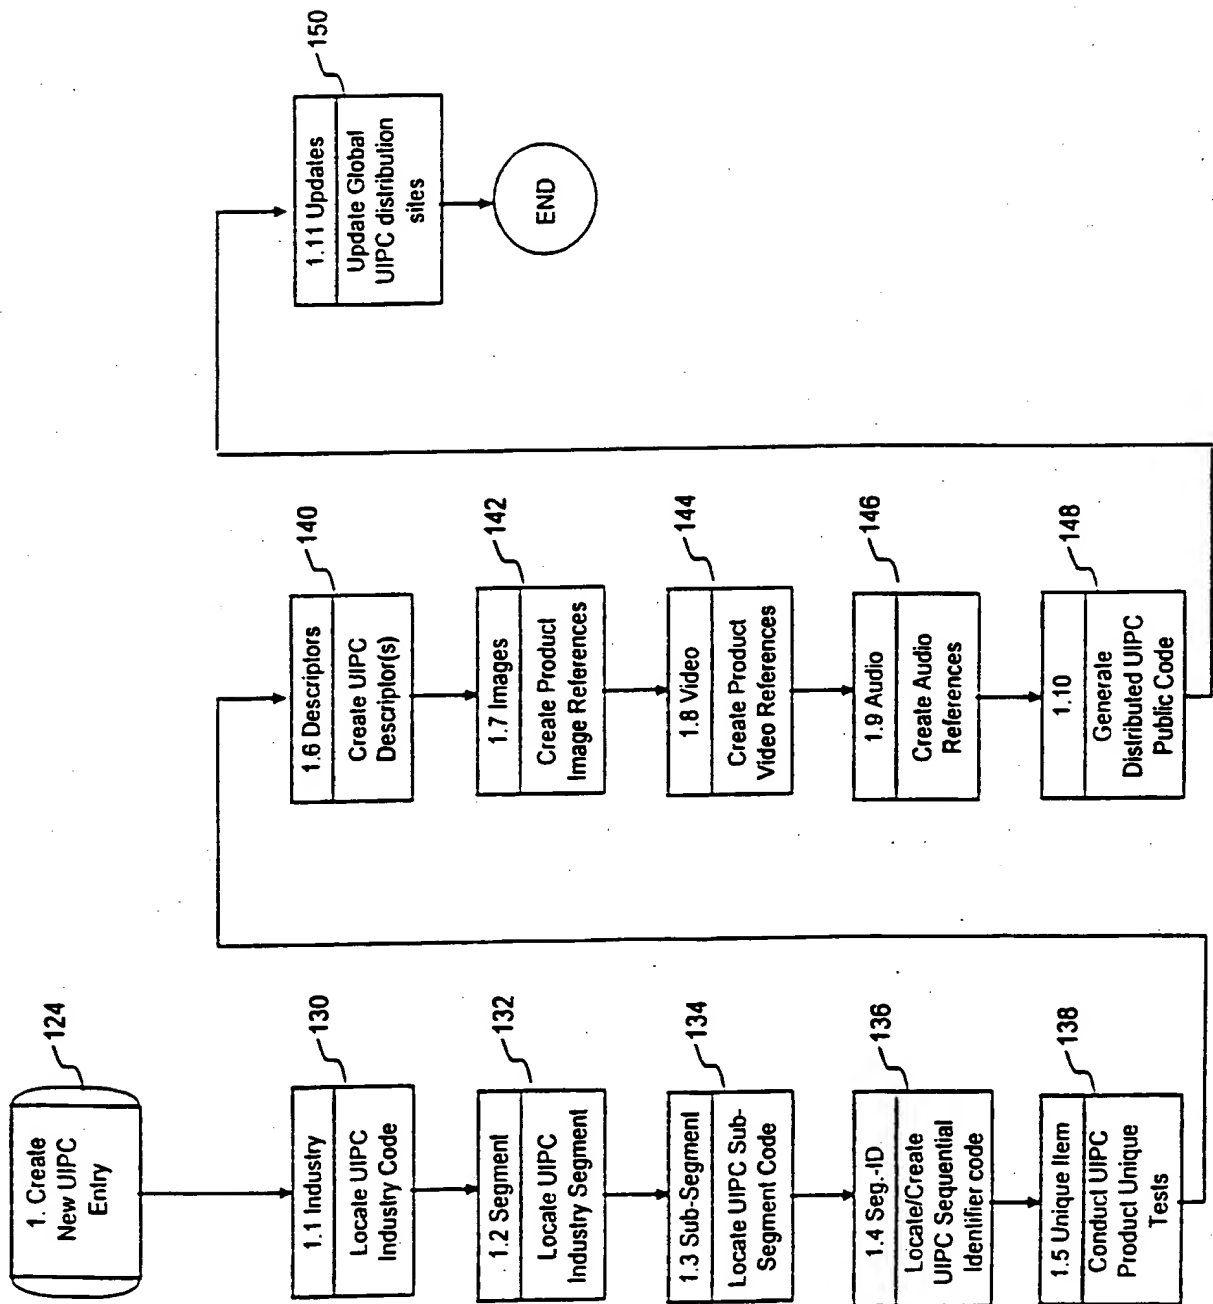 1. Create
New UIPC
Entry
124
1.1 Industry
Locate UIPC
Industry Code
130
1.2 Segment
Locate UIPC
Industry Segment
132
1.3 Sub-Segment
Locate UIPC Sub-
Segment Code
134
1.4 Seg.-ID
Locate/Create
UIPC Sequential
Identifier code
136
1.5 Unique Item
Conduct UIPC
Product Unique
Tests
138
1.6 Descriptors
Create UIPC
Descriptor(s)
140
1.7 Images
Create Product
Image References
142
1.8 Video
Create Product
Video References
144
1.9 Audio
Create Audio
References
146
1.10
Generate
Distributed UIPC
Public Code
148
1.11 Updates
Update Global
UIPC distribution
sites
150
END